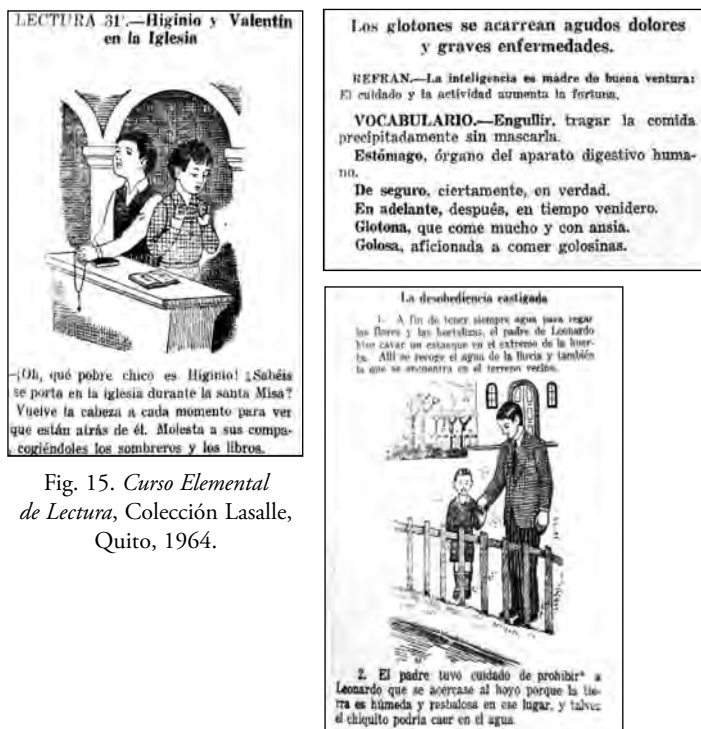 LECTURA 31ª.—Higinio y Valentín
en la Iglesia
—¡Oh, qué pobre chico es Higinio! ¿Sabéis
se porta en la iglesia durante la santa Misa?
Vuelve la cabeza a cada momento para ver
que están atrás de él. Molesta a sus compa-
cogiéndoles los sombreros y los libros.
Fig. 15. Curso Elemental
de Lectura, Colección Lasalle,
Quito, 1964.
Los glotones se acarrean agudos dolores
y graves enfermedades.
REFRAN.—La inteligencia es madre de buena ventura:
El cuidado y la actividad aumenta la fortuna.
VOCABULARIO.—Engullir, tragar la comida
precipitadamente sin mascarla.
Estómago, órgano del aparato digestivo huma-
no.
De seguro, ciertamente, en verdad.
En adelante, después, en tiempo venidero.
Glotona, que come mucho y con ansia.
Golosa, aficionada a comer golosinas.
La desobediencia castigada
1. A fin de tener siempre agua para regar
las flores y las hortalizas, el padre de Leonardo
hizo cavar un estanque en el extremo de la huer-
ta. Allí se recoge el agua de la lluvia y también
la que se encuentra en el terreno vecino.
2. El padre tuvo cuidado de prohibir* a
Leonardo que se acercase al hoyo porque la tie-
rra es húmeda y resbalosa en ese lugar, y talvez
el chiquito podría caer en el agua.